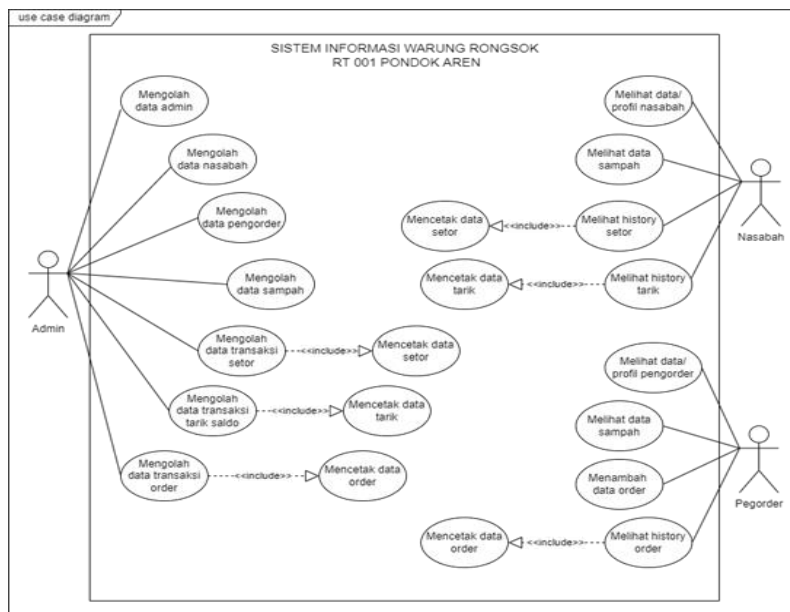 use case diagram
SISTEM INFORMASI WARUNG RONGSOK
RT 001 PONDOK AREN
Mengolah
data admin
Mengolah
data nasabah
Mengolah
data pengorder
Mengolah
data sampah
Mengolah
data transaksi
setor
<<include>>
Mencetak data
setor
Mengolah
data transaksi
tarik saldo
<<include>>
Mencetak data
tarik
Mengolah
data transaksi
order
<<include>>
Mencetak data
order
Admin
Melihat data/
profil nasabah
Melihat data
sampah
Mencetak data
setor
<<include>>
Melihat history
setor
Mencetak data
tarik
<<include>>
Melihat history
tarik
Nasabah
Melihat data/
profil pengorder
Melihat data
sampah
Menambah
data order
Mencetak data
order
<<include>>
Melihat history
order
Pegorder